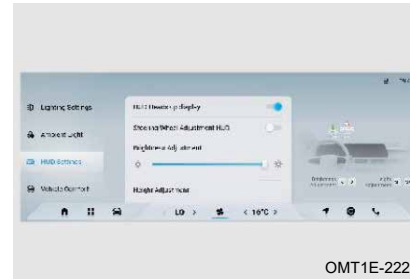 Lighting Settings
Ambient Light
HUD Settings
Vehicle Comfort
HUD Heads-up display
Steering Wheel Adjustment HUD
Brightness Adjustment
Height Adjustment
LO >
< 16°C >
OMT1E-222